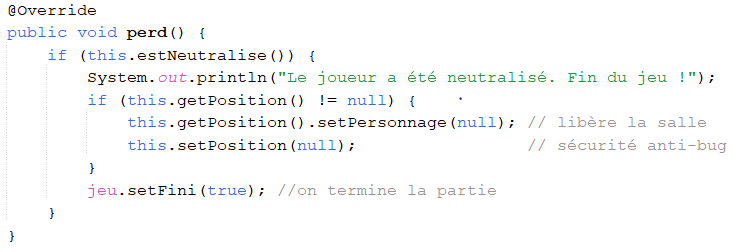 @Override
public void perd() {
    if (this.estNeutralise()) {
        System.out.println("Le joueur a été neutralisé. Fin du jeu !");
        if (this.getPosition() != null) {
            this.getPosition().setPersonnage(null); // libère la salle
            this.setPosition(null);                 // sécurité anti-bug
        }
        jeu.setFini(true); //on termine la partie
    }
}